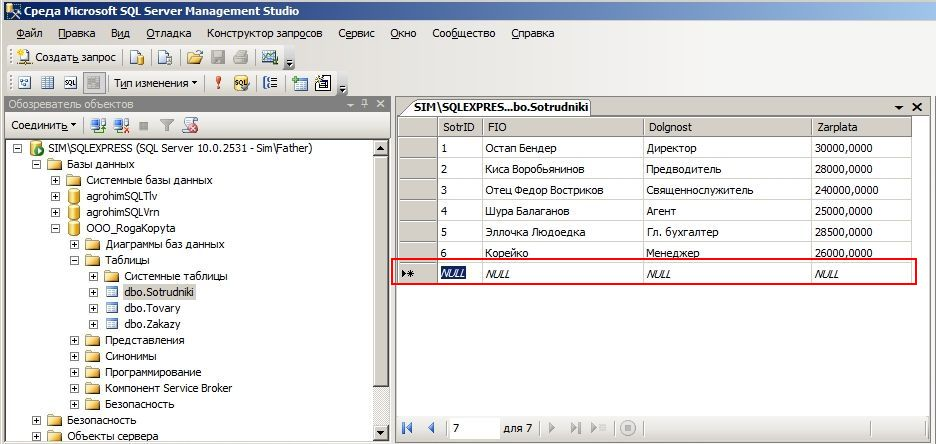 Среда Microsoft SQL Server Management Studio
Файл Правка Вид Отладка Конструктор запросов Сервис Окно Сообщество Справка
Создать запрос
SQL Тип изменения SQL
Обозреватель объектов
Соединить
SIM\SQLEXPRESS (SQL Server 10.0.2531 - Sim\Father)
Базы данных
Системные базы данных
agrohimSQLTlv
agrohimSQLVrn
OOO_RogaKopyta
Диаграммы баз данных
Таблицы
Системные таблицы
dbo.Sotrudniki
dbo.Tovary
dbo.Zakazy
Представления
Синонимы
Программирование
Компонент Service Broker
Безопасность
Безопасность
Объекты сервера
SIM\SQLEXPRES...bo.Sotrudniki
SotrID FIO Dolgnost Zarplata
1 Остап Бендер Директор 30000,0000
2 Киса Воробьянинов Предводитель 28000,0000
3 Отец Федор Востриков Священнослужитель 240000,0000
4 Шура Балаганов Агент 25000,0000
5 Эллочка Людоедка Гл. бухгалтер 28500,0000
6 Корейко Менеджер 26000,0000
NULL NULL NULL NULL
7 для 7